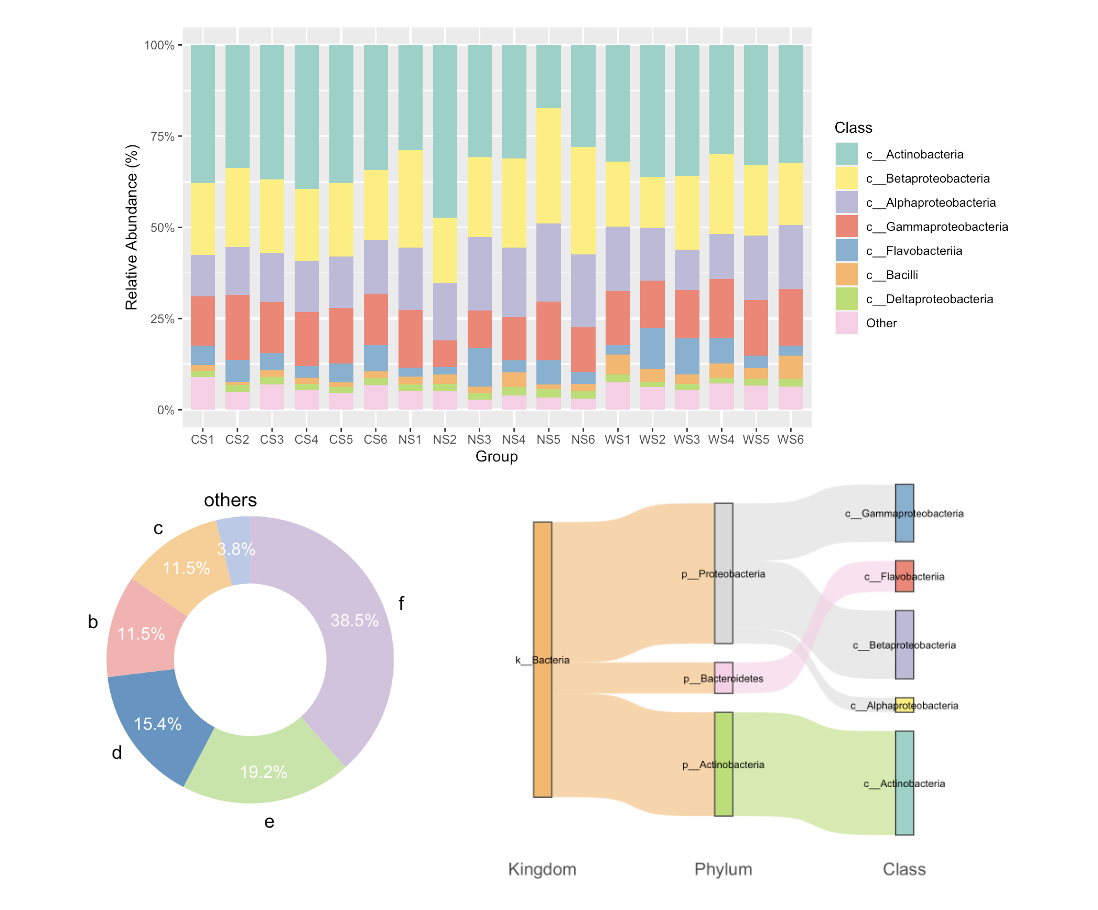 100%
75%
50%
25%
0%
Relative Abundance (%)
CS1 CS2 CS3 CS4 CS5 CS6 NS1 NS2 NS3 NS4 NS5 NS6 WS1 WS2 WS3 WS4 WS5 WS6
Group
Class
c__Actinobacteria
c__Betaproteobacteria
c__Alphaproteobacteria
c__Gammaproteobacteria
c__Flavobacteriia
c__Bacilli
c__Deltaproteobacteria
Other
others
c
3.8%
11.5%
b
11.5%
f
38.5%
15.4%
d
19.2%
e
k__Bacteria
p__Proteobacteria
p__Bacteroidetes
p__Actinobacteria
c__Gammaproteobacteria
c__Flavobacteriia
c__Betaproteobacteria
c__Alphaproteobacteria
c__Actinobacteria
Kingdom Phylum Class